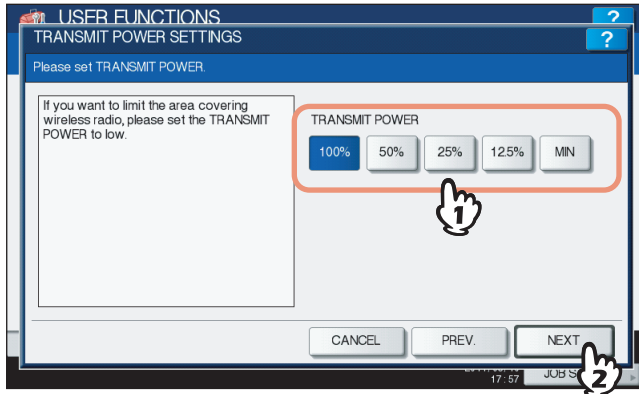 USER FUNCTIONS
?
TRANSMIT POWER SETTINGS
?
Please set TRANSMIT POWER.
If you want to limit the area covering
wireless radio, please set the TRANSMIT
POWER to low.
TRANSMIT POWER
100% 50% 25% 12.5% MIN
1
CANCEL PREV. NEXT
2
17:57 JOB S